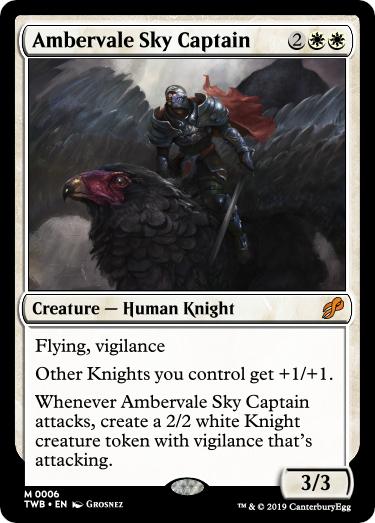 Ambervale Sky Captain 2
Creature — Human Knight
Flying, vigilance
Other Knights you control get +1/+1.
Whenever Ambervale Sky Captain
attacks, create a 2/2 white Knight
creature token with vigilance that's
attacking.
3/3
M 0006
TWB • EN Grosnez
™ & © 2019 CanterburyEgg